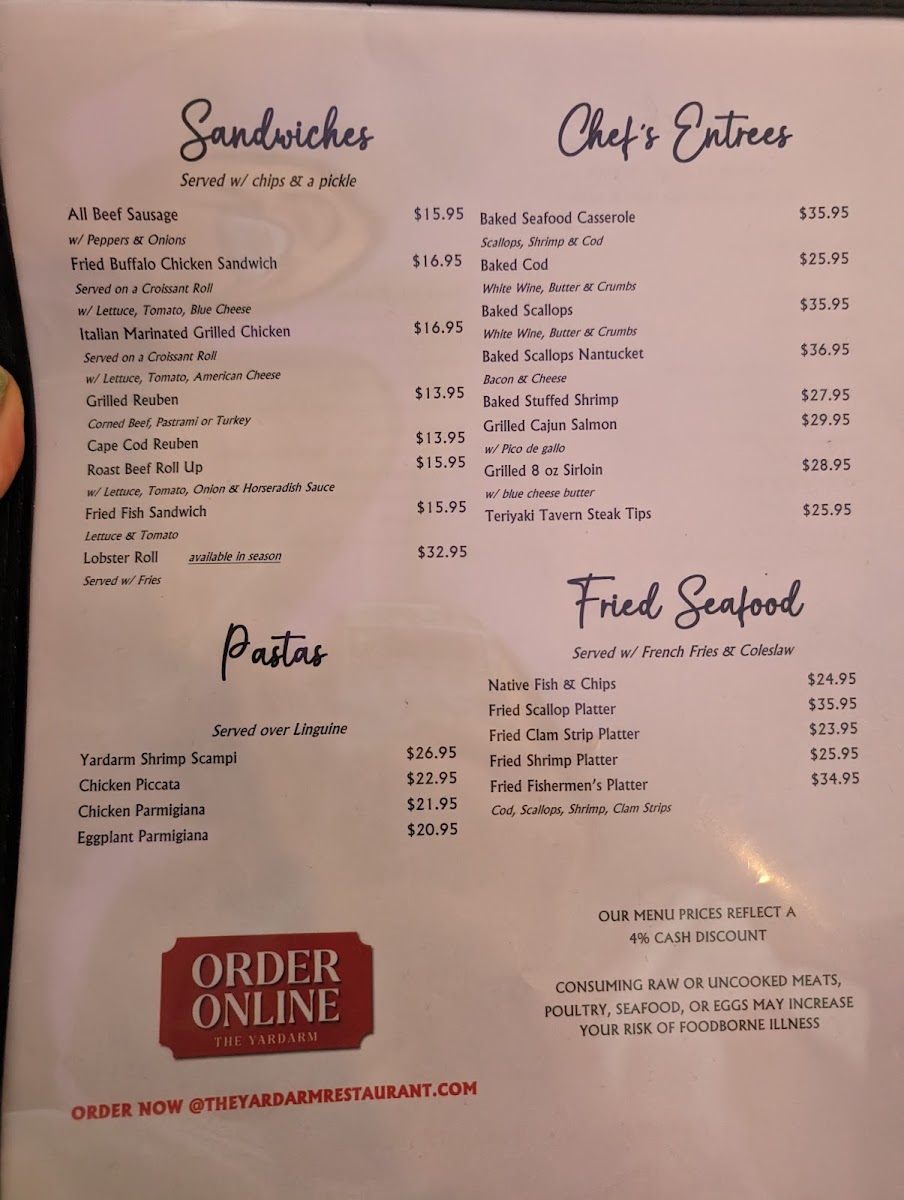 Sandwiches
Served w/ chips & a pickle
All Beef Sausage $15.95
w/ Peppers & Onions
Fried Buffalo Chicken Sandwich $16.95
Served on a Croissant Roll
w/ Lettuce, Tomato, Blue Cheese
Italian Marinated Grilled Chicken $16.95
Served on a Croissant Roll
w/ Lettuce, Tomato, American Cheese
Grilled Reuben $13.95
Corned Beef, Pastrami or Turkey
Cape Cod Reuben $13.95
Roast Beef Roll Up $15.95
w/ Lettuce, Tomato, Onion & Horseradish Sauce
Fried Fish Sandwich $15.95
Lettuce & Tomato
Lobster Roll available in season $32.95
Served w/ Fries
Pastas
Served over Linguine
Yardarm Shrimp Scampi $26.95
Chicken Piccata $22.95
Chicken Parmigiana $21.95
Eggplant Parmigiana $20.95
ORDER
ONLINE
THE YARDARM
ORDER NOW @THEYARDARMRESTAURANT.COM
Chef's Entrees
Baked Seafood Casserole $35.95
Scallops, Shrimp & Cod
Baked Cod $25.95
White Wine, Butter & Crumbs
Baked Scallops $35.95
White Wine, Butter & Crumbs
Baked Scallops Nantucket $36.95
Bacon & Cheese
Baked Stuffed Shrimp $27.95
Grilled Cajun Salmon $29.95
w/ Pico de gallo
Grilled 8 oz Sirloin $28.95
w/ blue cheese butter
Teriyaki Tavern Steak Tips $25.95
Fried Seafood
Served w/ French Fries & Coleslaw
Native Fish & Chips $24.95
Fried Scallop Platter $35.95
Fried Clam Strip Platter $23.95
Fried Shrimp Platter $25.95
Fried Fishermen's Platter $34.95
Cod, Scallops, Shrimp, Clam Strips
OUR MENU PRICES REFLECT A
4% CASH DISCOUNT
CONSUMING RAW OR UNCOOKED MEATS,
POULTRY, SEAFOOD, OR EGGS MAY INCREASE
YOUR RISK OF FOODBORNE ILLNESS